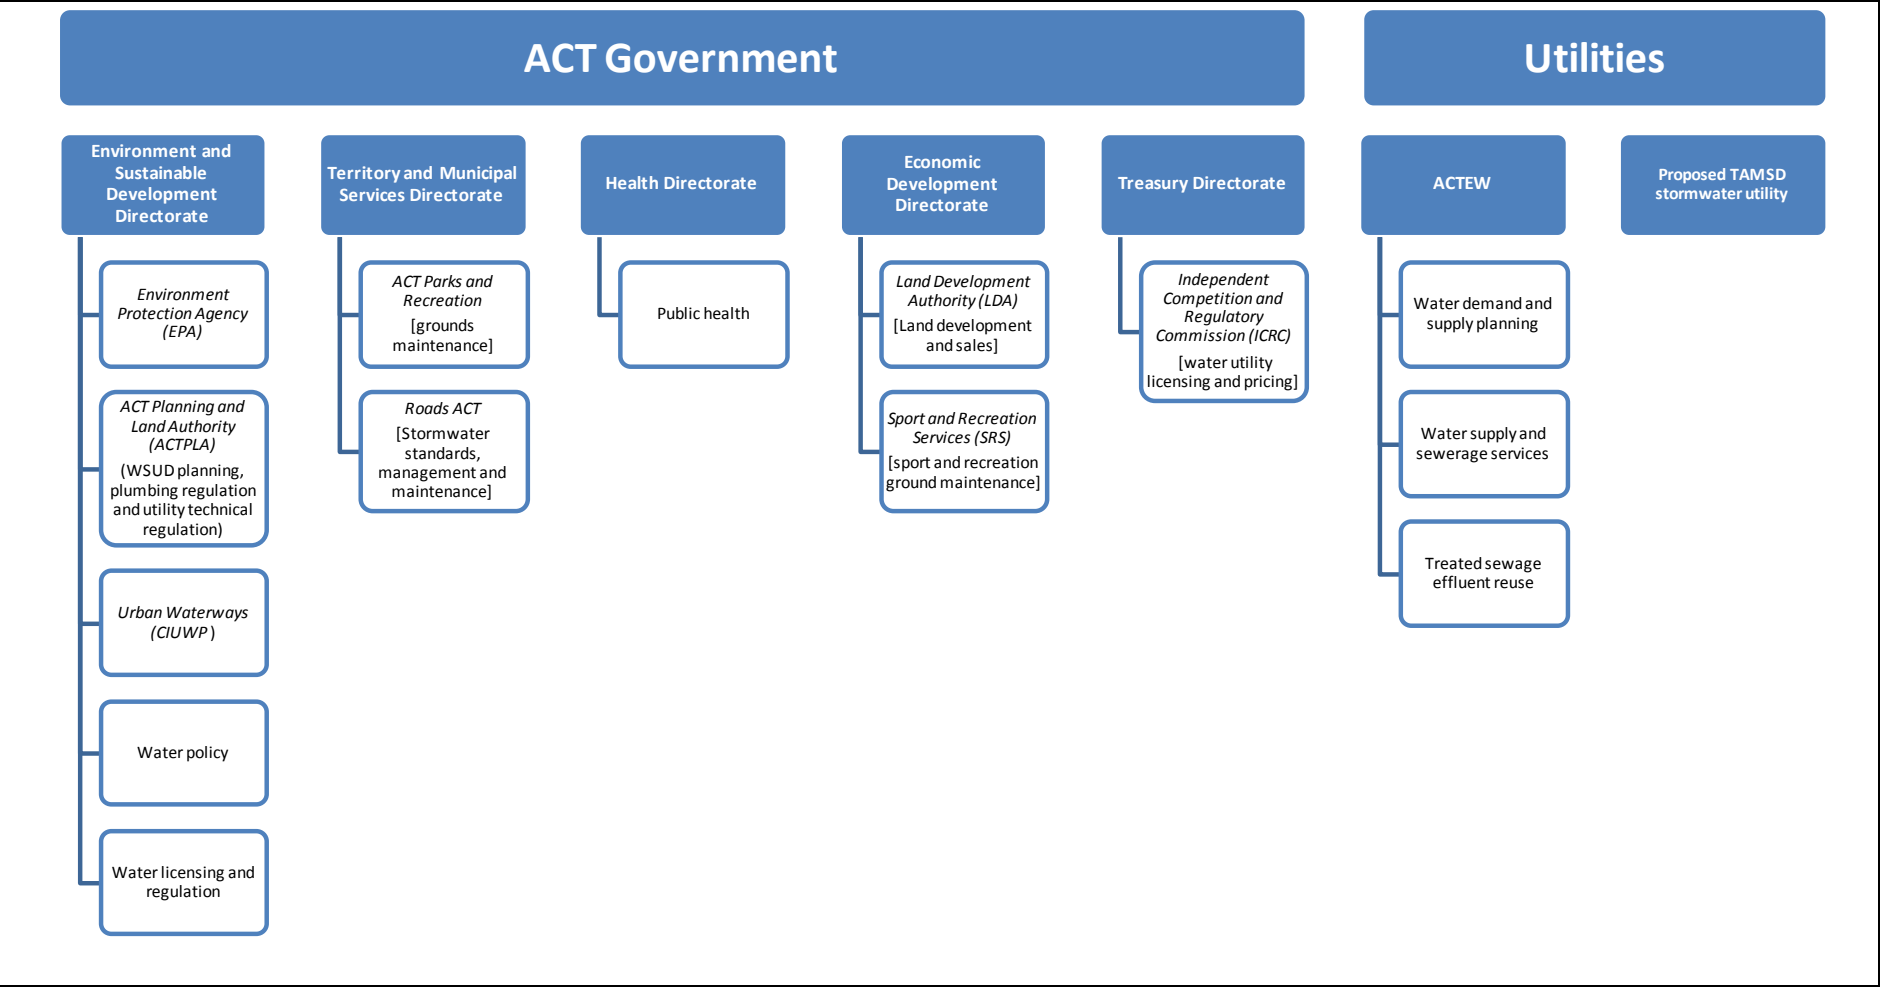 ACT Government
Utilities
Environment and
Sustainable
Development
Directorate
Environment
Protection Agency
(EPA)
ACT Planning and
Land Authority
(ACTPLA)
(WSUD planning,
plumbing regulation
and utility technical
regulation)
Urban Waterways
(CIUWP )
Water policy
Water licensing and
regulation
Territory and Municipal
Services Directorate
ACT Parks and
Recreation
[grounds
maintenance]
Roads ACT
[Stormwater
standards,
management and
maintenance]
Health Directorate
Public health
Economic
Development
Directorate
Land Development
Authority (LDA)
[Land development
and sales]
Sport and Recreation
Services (SRS)
[sport and recreation
ground maintenance]
Treasury Directorate
Independent
Competition and
Regulatory
Commission (ICRC)
[water utility
licensing and pricing]
ACTEW
Water demand and
supply planning
Water supply and
sewerage services
Treated sewage
effluent reuse
Proposed TAMSD
stormwater utility